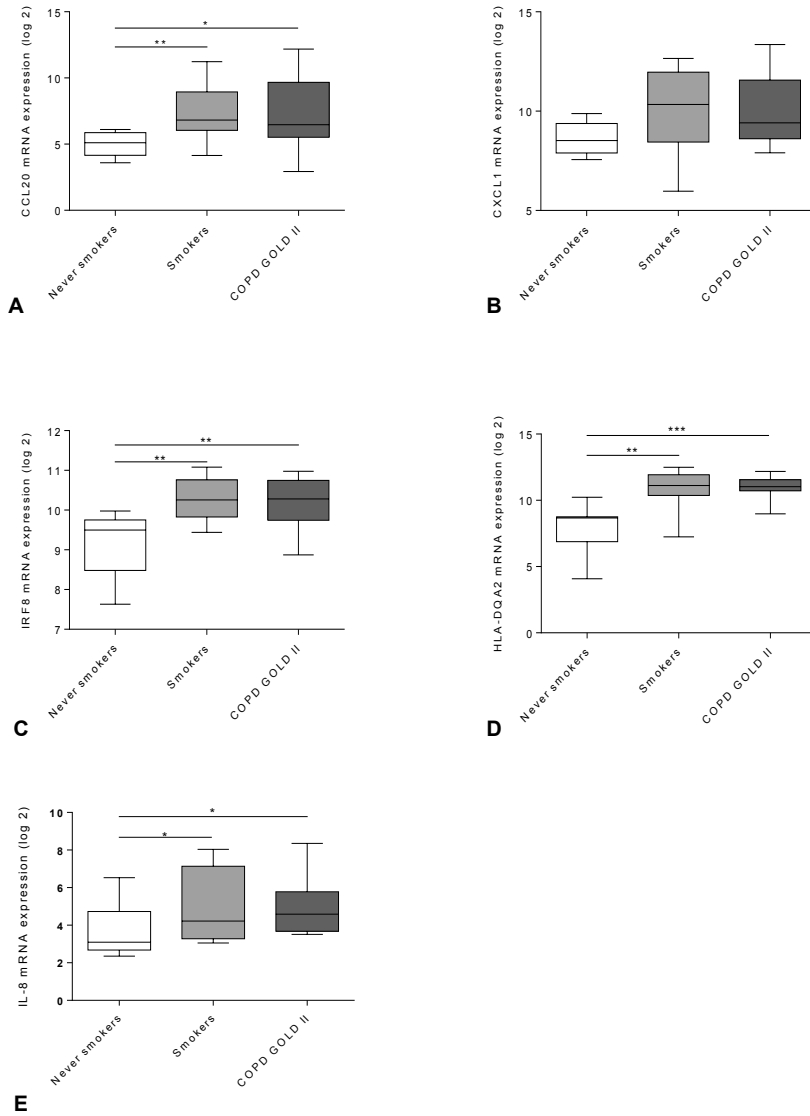 CCL20 mRNA expression (log 2)
15
10
5
0
*
**
Never smokers
Smokers
COPD GOLD II
A
CXCL1 mRNA expression (log 2)
15
10
5
Never smokers
Smokers
COPD GOLD II
B
IRF8 mRNA expression (log 2)
12
11
10
9
8
7
**
**
Never smokers
Smokers
COPD GOLD II
C
HLA-DQA2 mRNA expression (log 2)
15
10
5
0
***
**
Never smokers
Smokers
COPD GOLD II
D
IL-8 mRNA expression (log 2)
10
8
6
4
2
0
*
*
Never smokers
Smokers
COPD GOLD II
E